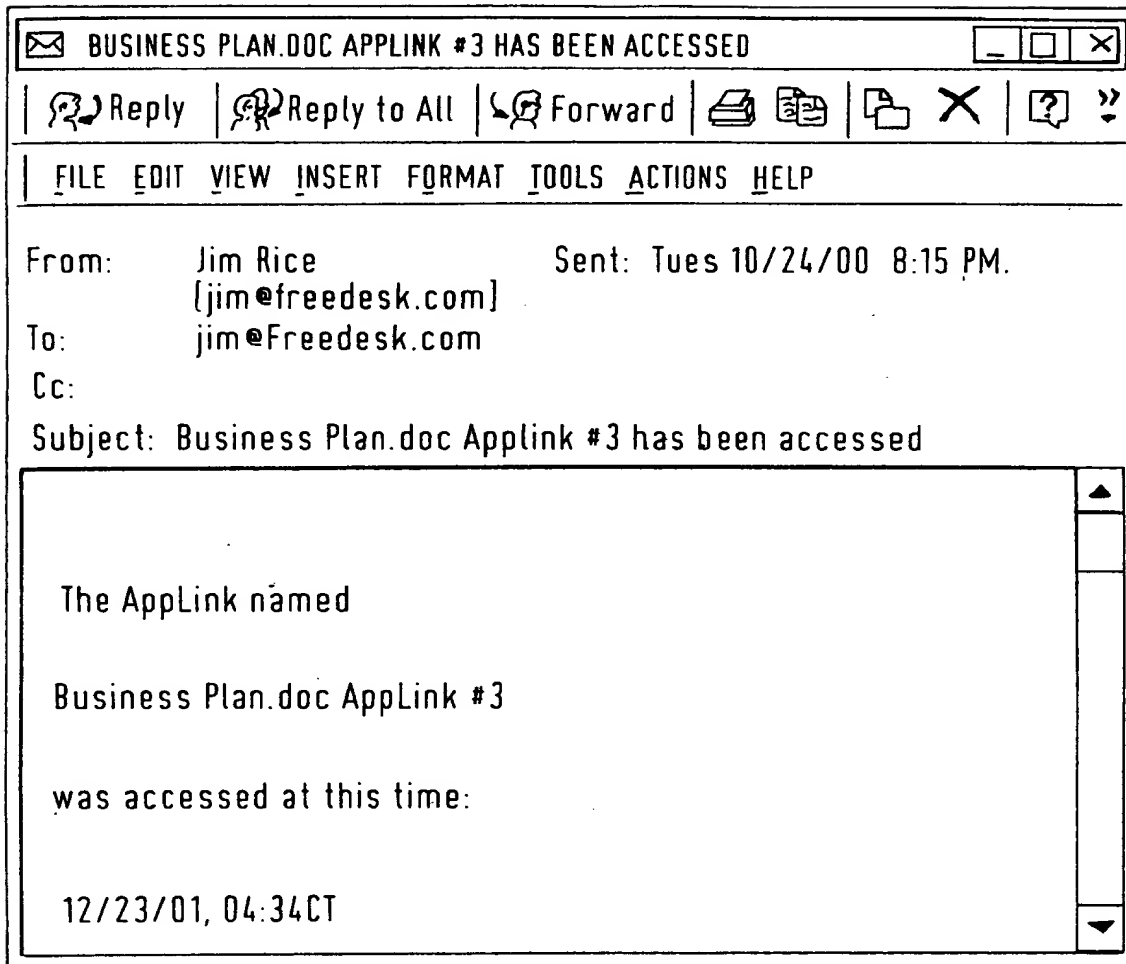 BUSINESS PLAN.DOC APPLINK #3 HAS BEEN ACCESSED
Reply Reply to All Forward
FILE EDIT VIEW INSERT FORMAT TOOLS ACTIONS HELP
From: Jim Rice Sent: Tues 10/24/00 8:15 PM.
[jim@freedesk.com]
To: jim@Freedesk.com
Cc:
Subject: Business Plan.doc Applink #3 has been accessed
The AppLink named
Business Plan.doc AppLink #3
was accessed at this time:
12/23/01, 04:34CT